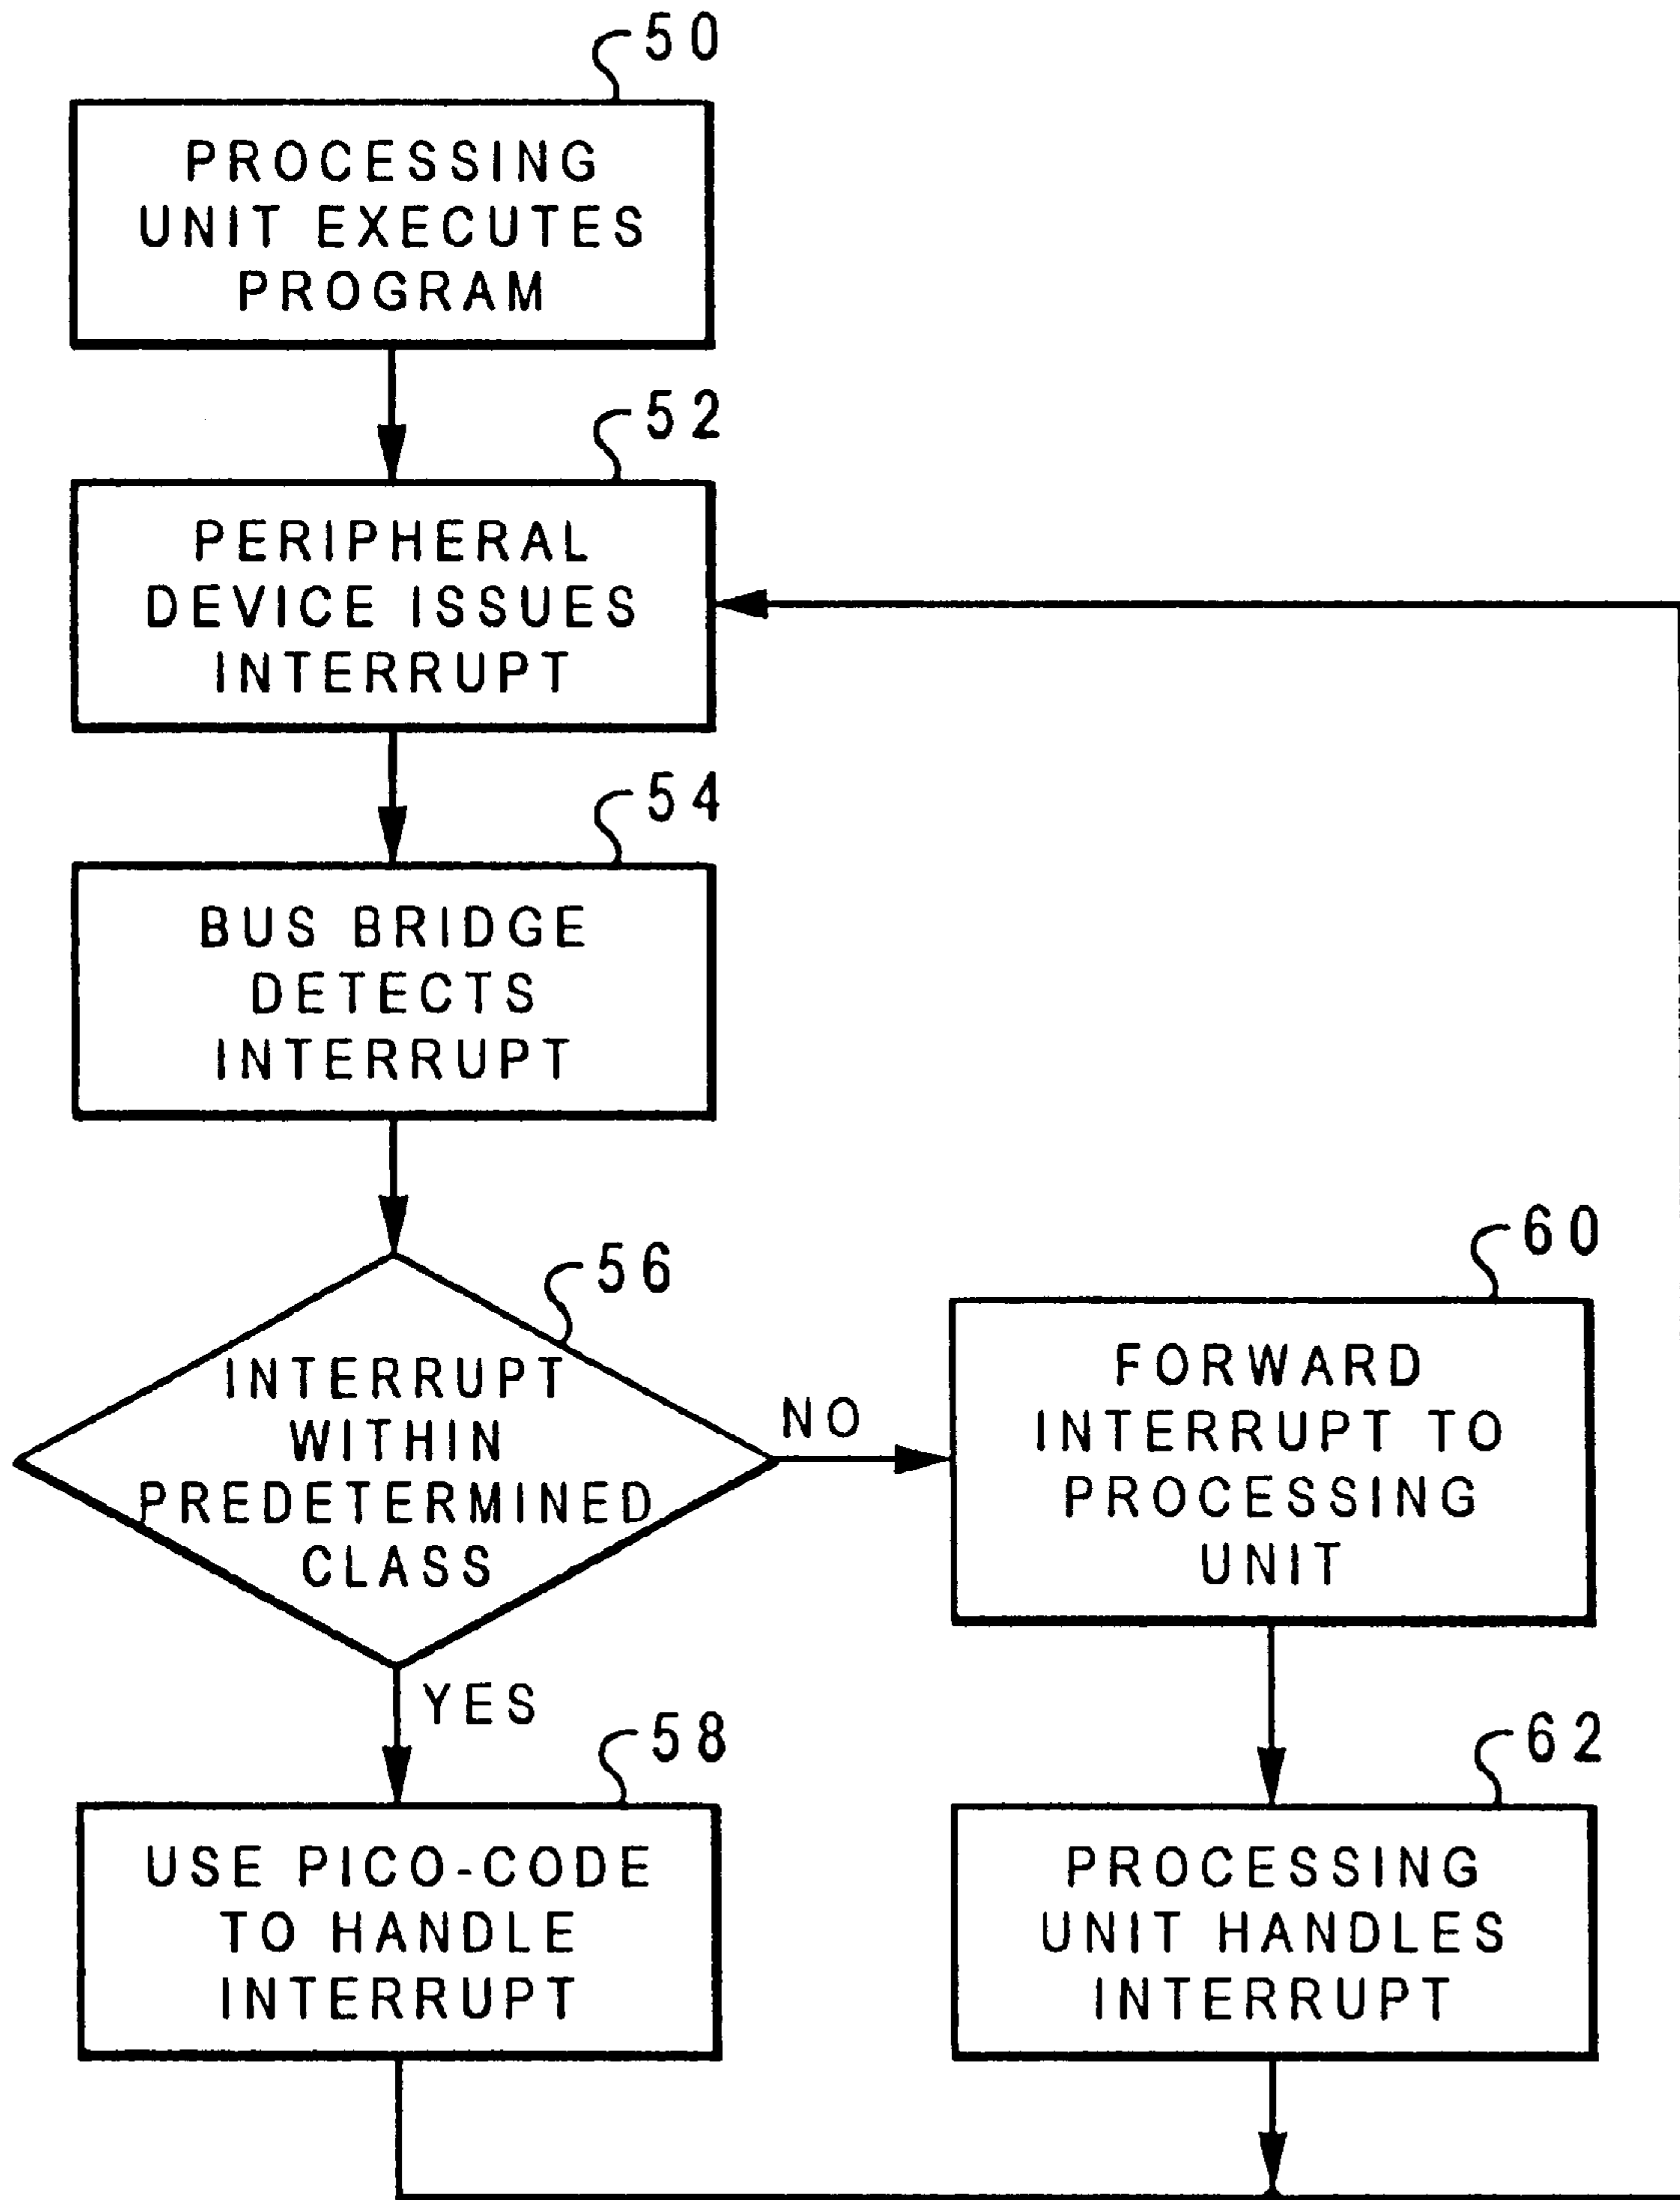 50
PROCESSING
UNIT EXECUTES
PROGRAM
52
PERIPHERAL
DEVICE ISSUES
INTERRUPT
54
BUS BRIDGE
DETECTS
INTERRUPT
56
INTERRUPT
WITHIN
PREDETERMINED
CLASS
NO
YES
60
FORWARD
INTERRUPT TO
PROCESSING
UNIT
58
USE PICO-CODE
TO HANDLE
INTERRUPT
62
PROCESSING
UNIT HANDLES
INTERRUPT